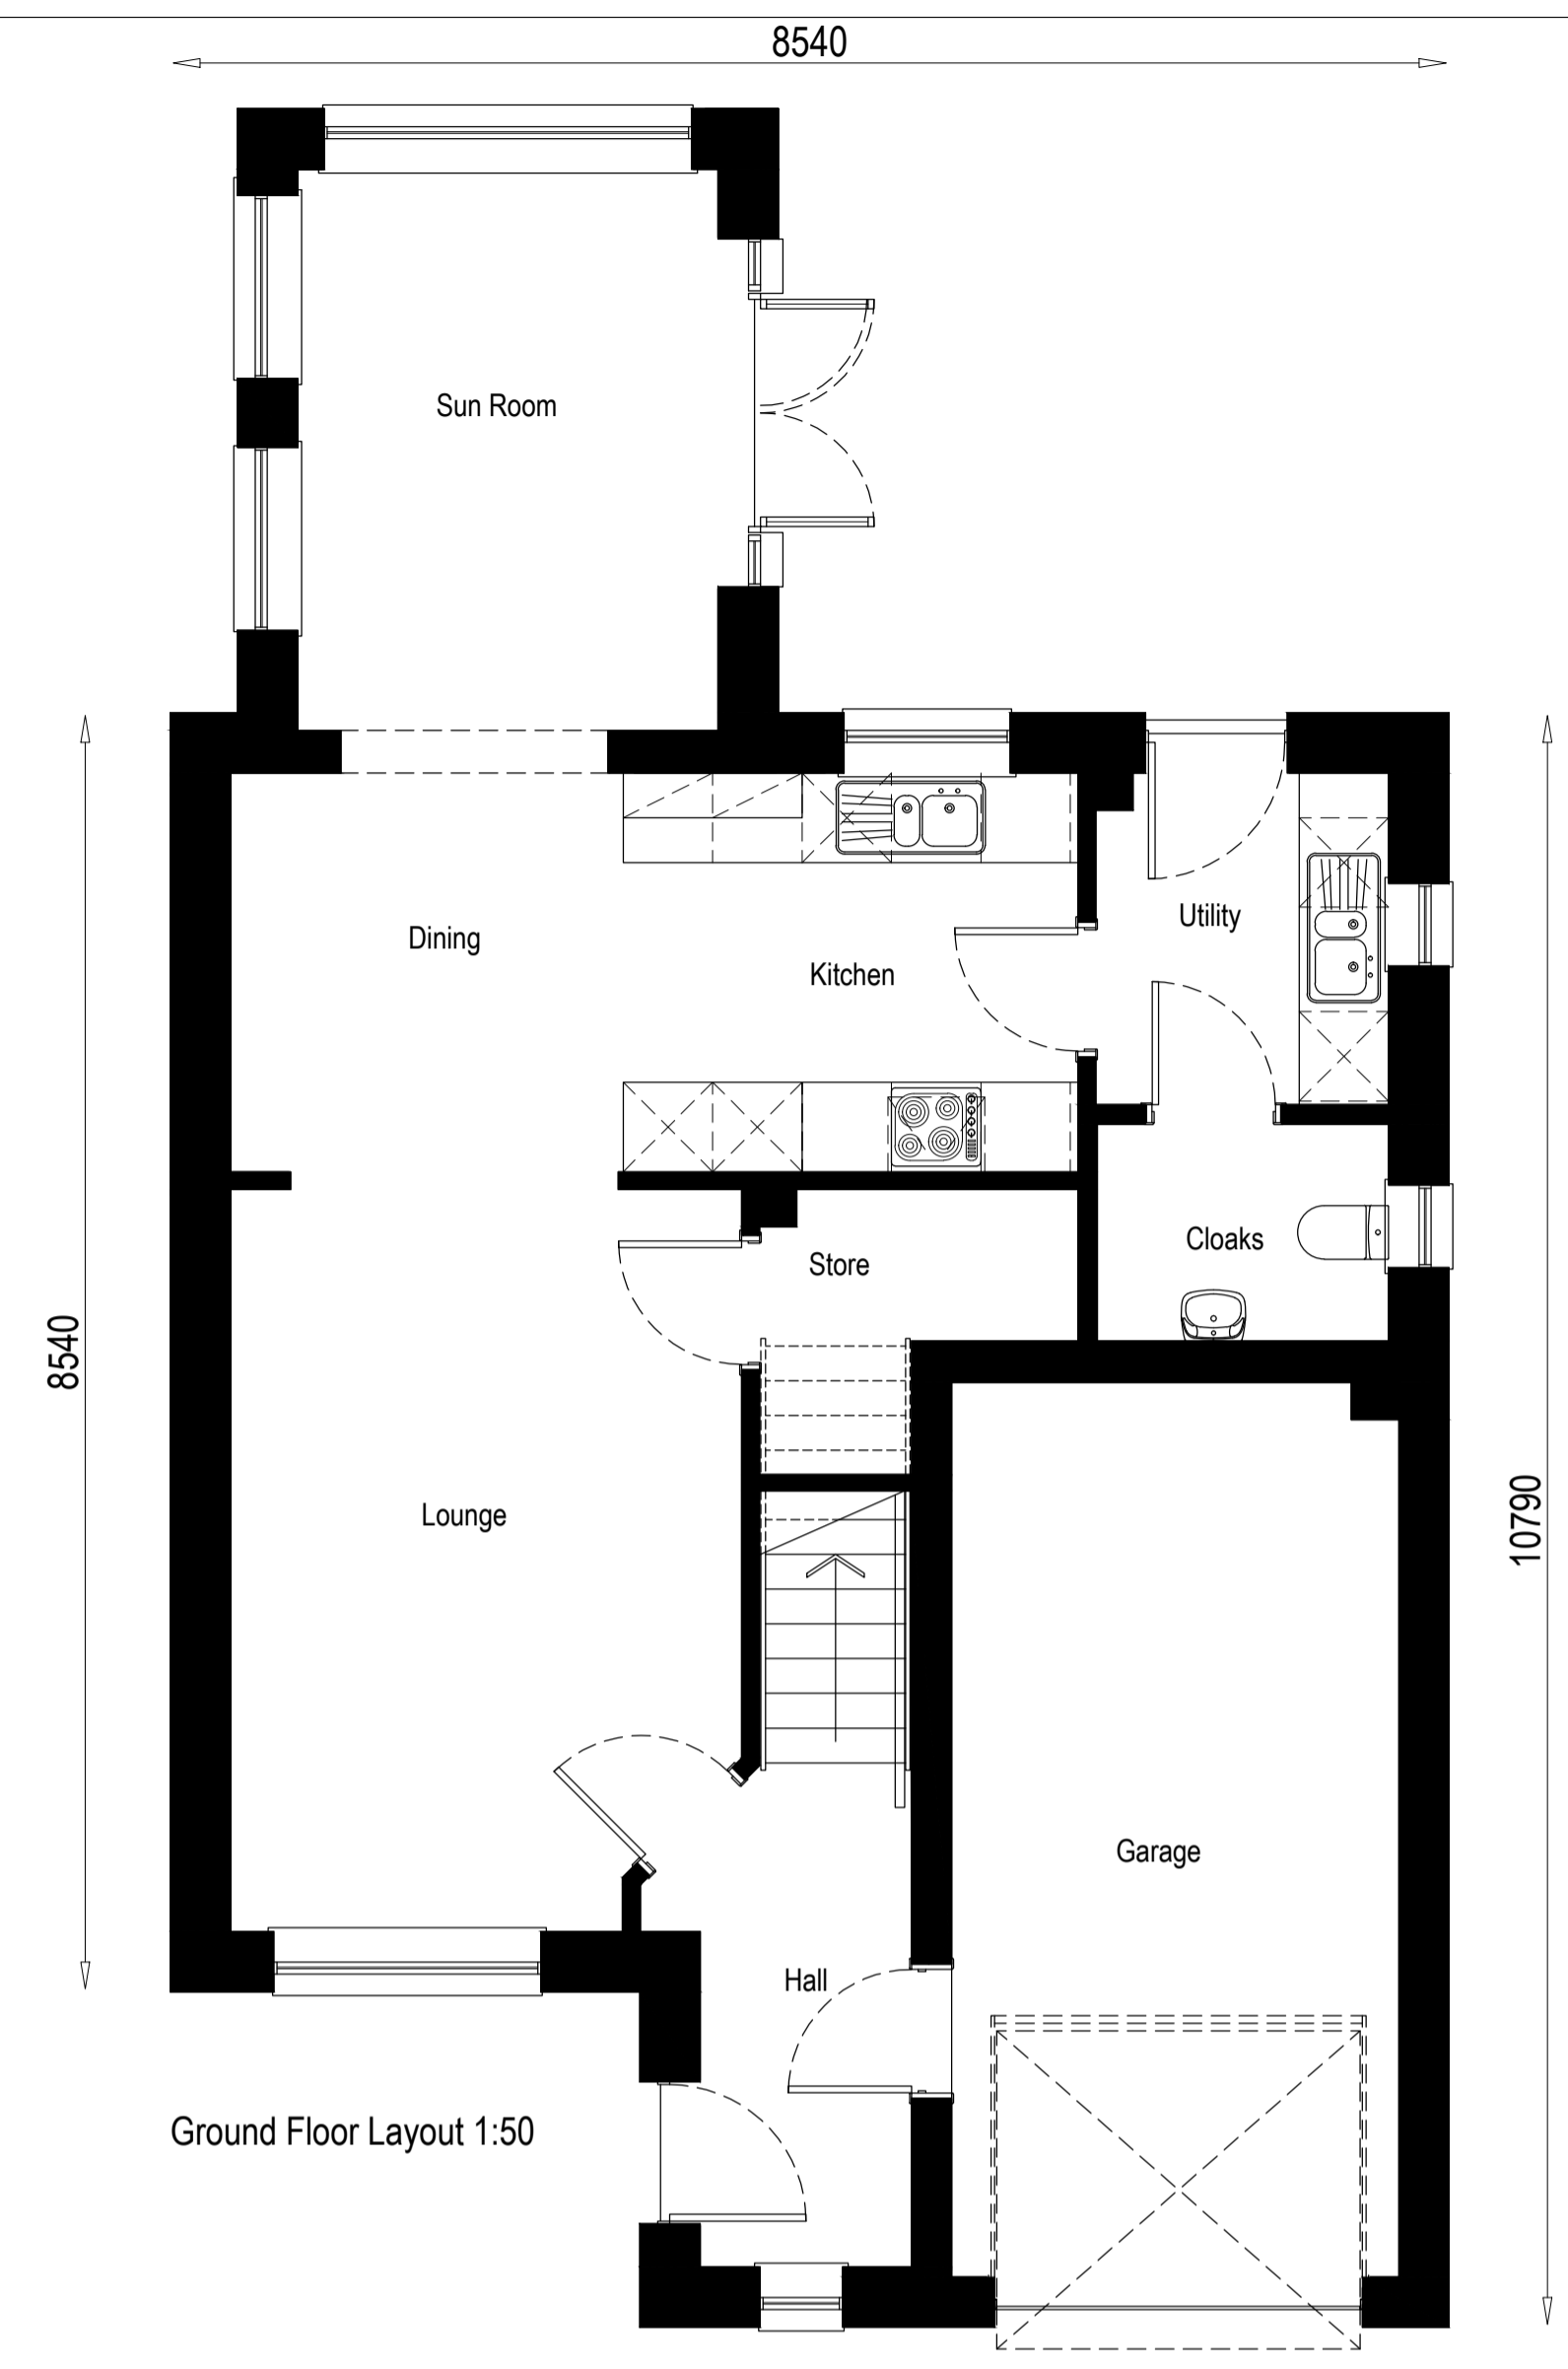 8540
Sun Room
Dining
Kitchen
Utility
Cloaks
Store
8540
Lounge
10790
Garage
Hall
Ground Floor Layout 1:50